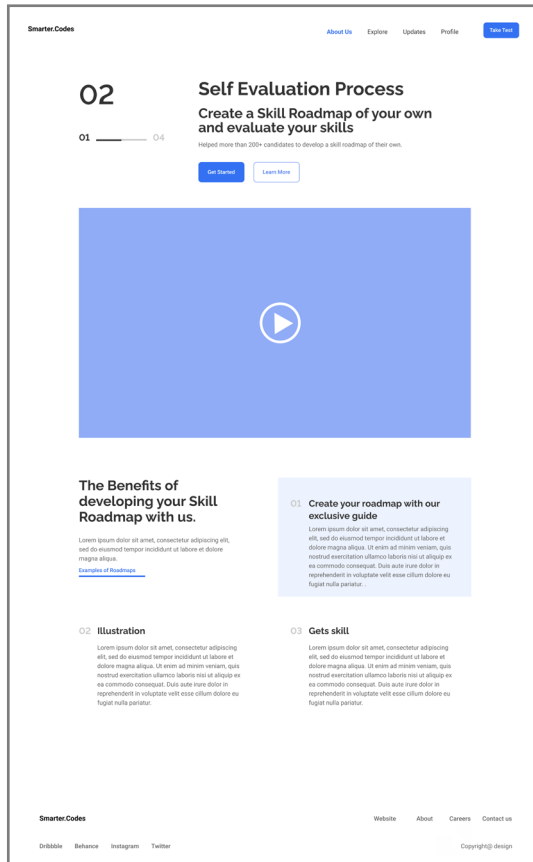 Smarter.Codes
About Us Explore Updates Profile Take Test
02
01 04
Self Evaluation Process
Create a Skill Roadmap of your own
and evaluate your skills
Helped more than 200+ candidates to develop a skill roadmap of their own.
Get Started Learn More
The Benefits of
developing your Skill
Roadmap with us.
Lorem ipsum dolor sit amet, consectetur adipiscing
elit, sed do eiusmod tempor incididunt ut labore et dolore
magna aliqua.
Examples of Roadmaps
01 Create your roadmap with our
exclusive guide
Lorem ipsum dolor sit amet, consectetur adipiscing
elit, sed do eiusmod tempor incididunt ut labore et
dolore magna aliqua. Ut enim ad minim veniam, quis
nostrud exercitation ullamco laboris nisi ut aliquip ex
ea commodo consequat. Duis aute irure dolor in
reprehenderit in voluptate velit esse cillum dolore eu
fugiat nulla pariatur. .
02 Illustration
Lorem ipsum dolor sit amet, consectetur adipiscing
elit, sed do eiusmod tempor incididunt ut labore et
dolore magna aliqua. Ut enim ad minim veniam, quis
nostrud exercitation ullamco laboris nisi ut aliquip ex
ea commodo consequat. Duis aute irure dolor in
reprehenderit in voluptate velit esse cillum dolore eu
fugiat nulla pariatur.
03 Gets skill
Lorem ipsum dolor sit amet, consectetur adipiscing
elit, sed do eiusmod tempor incididunt ut labore et
dolore magna aliqua. Ut enim ad minim veniam, quis
nostrud exercitation ullamco laboris nisi ut aliquip ex
ea commodo consequat. Duis aute irure dolor in
reprehenderit in voluptate velit esse cillum dolore eu
fugiat nulla pariatur.
Smarter.Codes
Website About Careers Contact us
Dribbble Behance Instagram Twitter
Copyright@ design